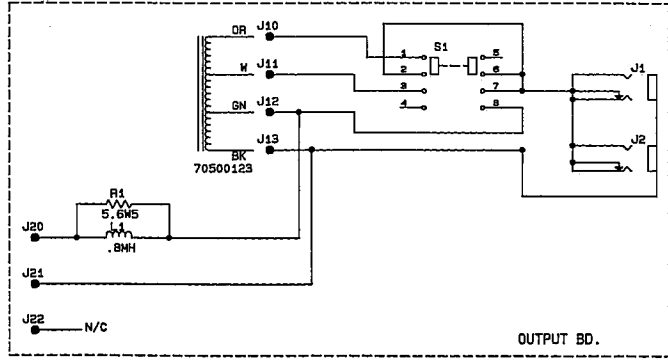 OR J10
W J11
GN J12
BK J13
70500123
S1
1 5
2 6
3 7
4 8
J1
J2
R1
5.6W5
L1
.8MH
J20
J21
J22 N/C
OUTPUT BD.